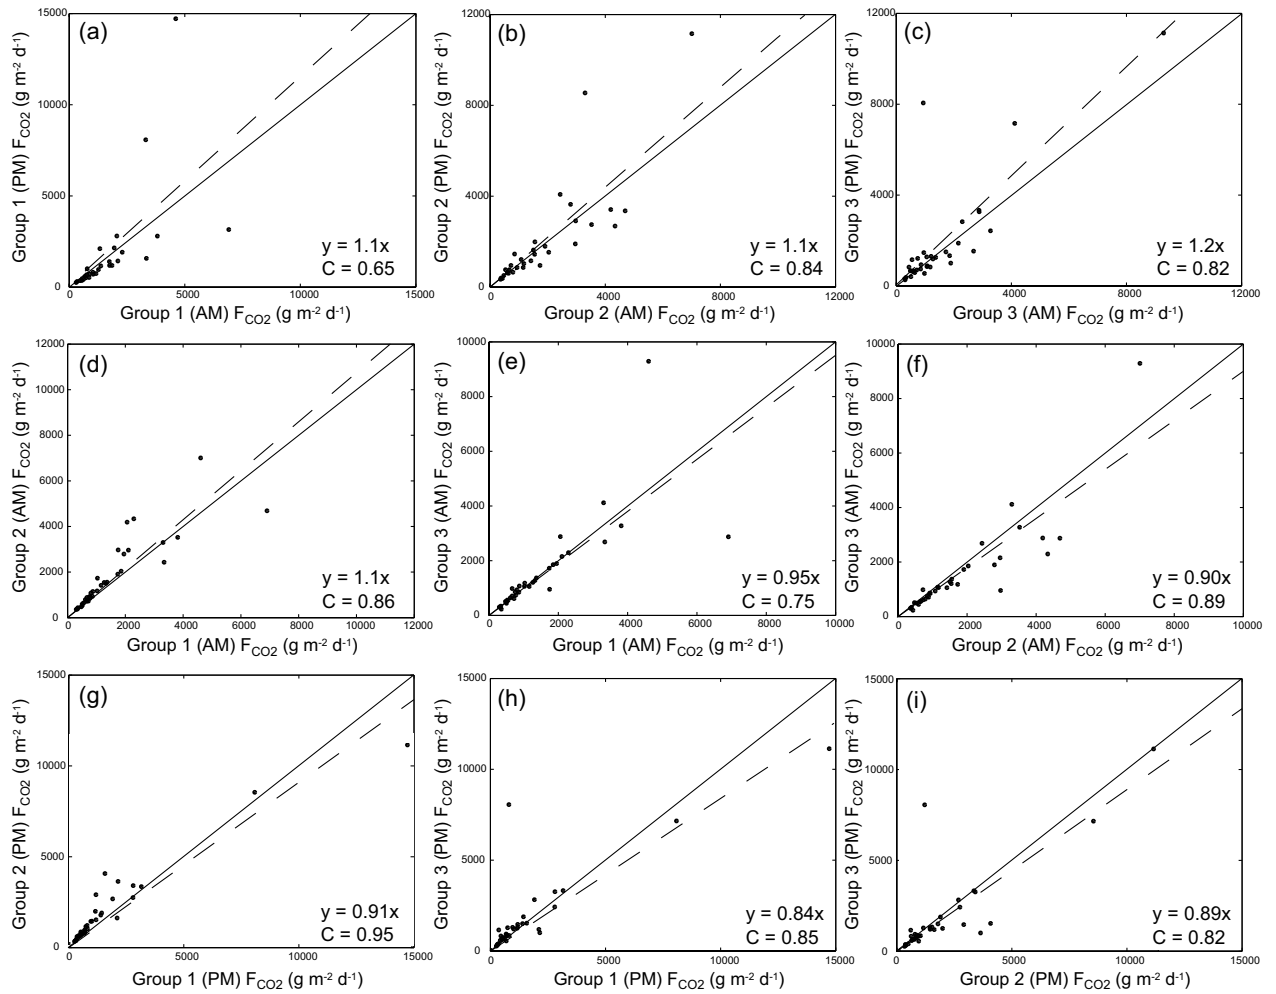 (a)
15000
10000
5000
0
0
5000
10000
15000
Group 1 (PM) FCO2 (g m-2 d-1)
Group 1 (AM) FCO2 (g m-2 d-1)
y = 1.1x
C = 0.65
(b)
12000
8000
4000
0
0
4000
8000
12000
Group 2 (PM) FCO2 (g m-2 d-1)
Group 2 (AM) FCO2 (g m-2 d-1)
y = 1.1x
C = 0.84
(c)
12000
8000
4000
0
0
4000
8000
12000
Group 3 (PM) FCO2 (g m-2 d-1)
Group 3 (AM) FCO2 (g m-2 d-1)
y = 1.2x
C = 0.82
(d)
12000
10000
8000
6000
4000
2000
0
0
2000
4000
6000
8000
10000
12000
Group 2 (AM) FCO2 (g m-2 d-1)
Group 1 (AM) FCO2 (g m-2 d-1)
y = 1.1x
C = 0.86
(e)
10000
8000
6000
4000
2000
0
0
2000
4000
6000
8000
10000
Group 3 (AM) FCO2 (g m-2 d-1)
Group 1 (AM) FCO2 (g m-2 d-1)
y = 0.95x
C = 0.75
(f)
10000
8000
6000
4000
2000
0
0
2000
4000
6000
8000
10000
Group 3 (AM) FCO2 (g m-2 d-1)
Group 2 (AM) FCO2 (g m-2 d-1)
y = 0.90x
C = 0.89
(g)
15000
10000
5000
0
0
5000
10000
15000
Group 2 (PM) FCO2 (g m-2 d-1)
Group 1 (PM) FCO2 (g m-2 d-1)
y = 0.91x
C = 0.95
(h)
15000
10000
5000
0
0
5000
10000
15000
Group 3 (PM) FCO2 (g m-2 d-1)
Group 1 (PM) FCO2 (g m-2 d-1)
y = 0.84x
C = 0.85
(i)
15000
10000
5000
0
0
5000
10000
15000
Group 3 (PM) FCO2 (g m-2 d-1)
Group 2 (PM) FCO2 (g m-2 d-1)
y = 0.89x
C = 0.82